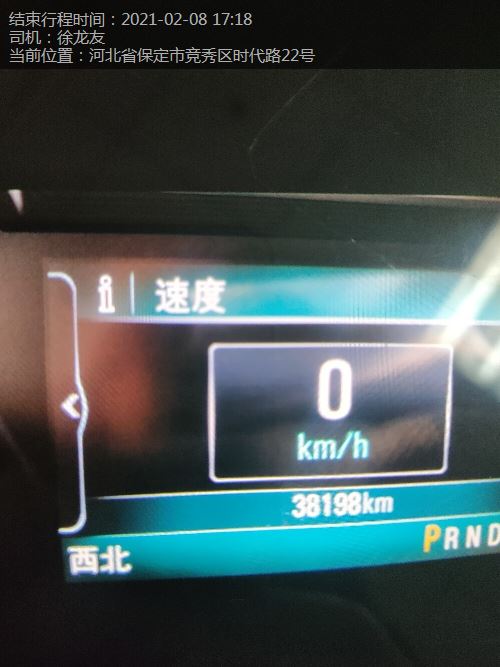 结束行程时间：2021-02-08 17:18
司机：徐龙友
当前位置：河北省保定市竞秀区时代路22号
i 速度
0
km/h
38198km
PRND
西北